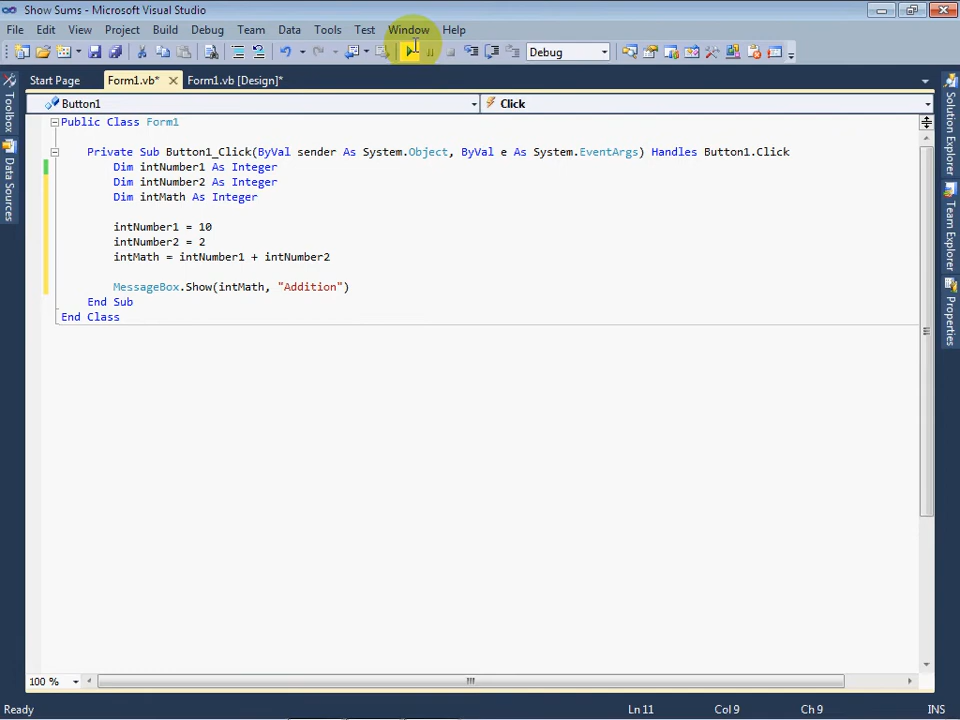 Show Sums - Microsoft Visual Studio
File Edit View Project Build Debug Team Data Tools Test Window Help
Debug
Start Page Form1.vb* Form1.vb [Design]*
Button1 Click
Public Class Form1
Private Sub Button1_Click(ByVal sender As System.Object, ByVal e As System.EventArgs) Handles Button1.Click
Dim intNumber1 As Integer
Dim intNumber2 As Integer
Dim intMath As Integer
intNumber1 = 10
intNumber2 = 2
intMath = intNumber1 + intNumber2
MessageBox.Show(intMath, "Addition")
End Sub
End Class
Toolbox
Data Sources
Solution Explorer
Team Explorer
Properties
100 %
Ready Ln 11 Col 9 Ch 9 INS